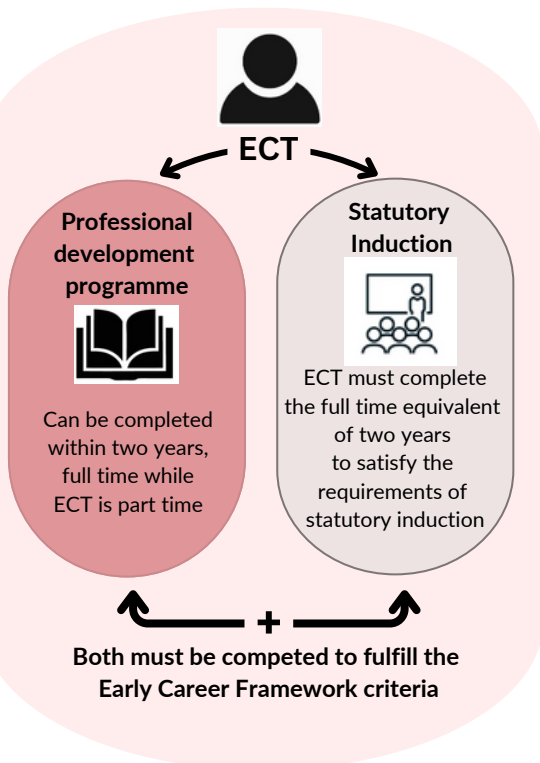 ECT
Professional
development
programme
Can be completed
within two years,
full time while
ECT is part time
Statutory
Induction
ECT must complete
the full time equivalent
of two years
to satisfy the
requirements of
statutory induction
+
Both must be competed to fulfill the
Early Career Framework criteria